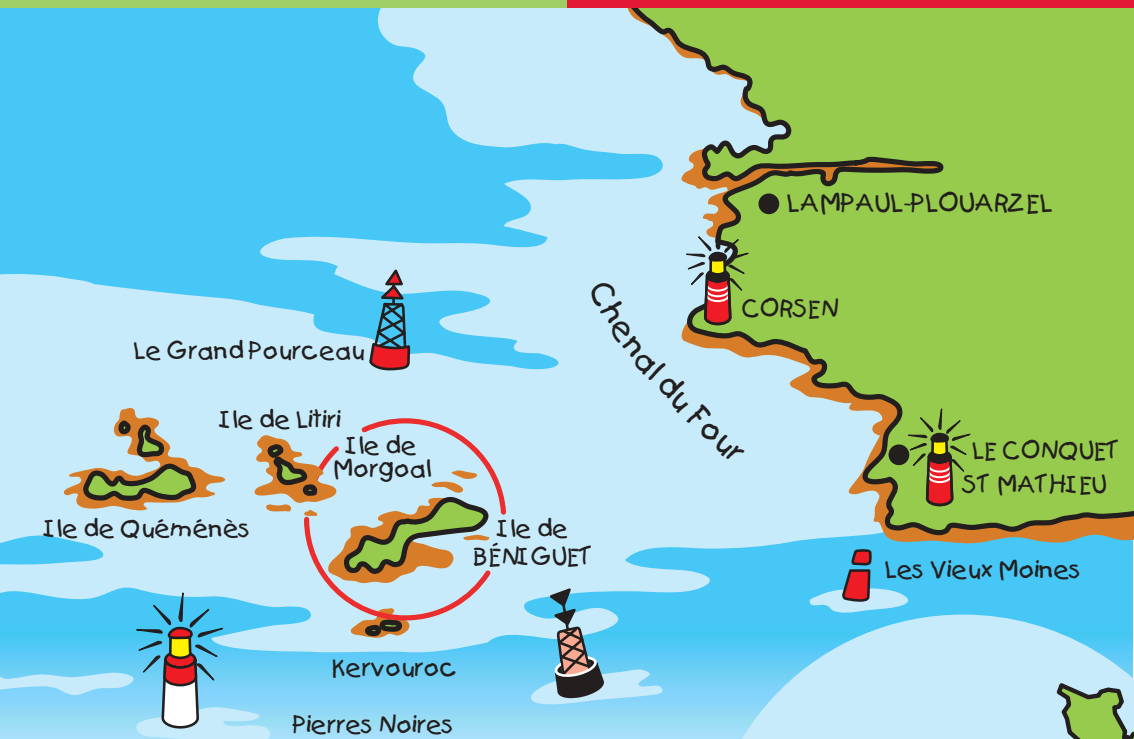 LAMPAUL-PLOUARZEL
CORSEN
Chenal du Four
Le Grand Pourceau
Ile de Litiri
Ile de
Morgoal
LE CONQUET
ST MATHIEU
Ile de Quéménès
Ile de
BÉNIGUET
Les Vieux Moines
Kervouroc
Pierres Noires